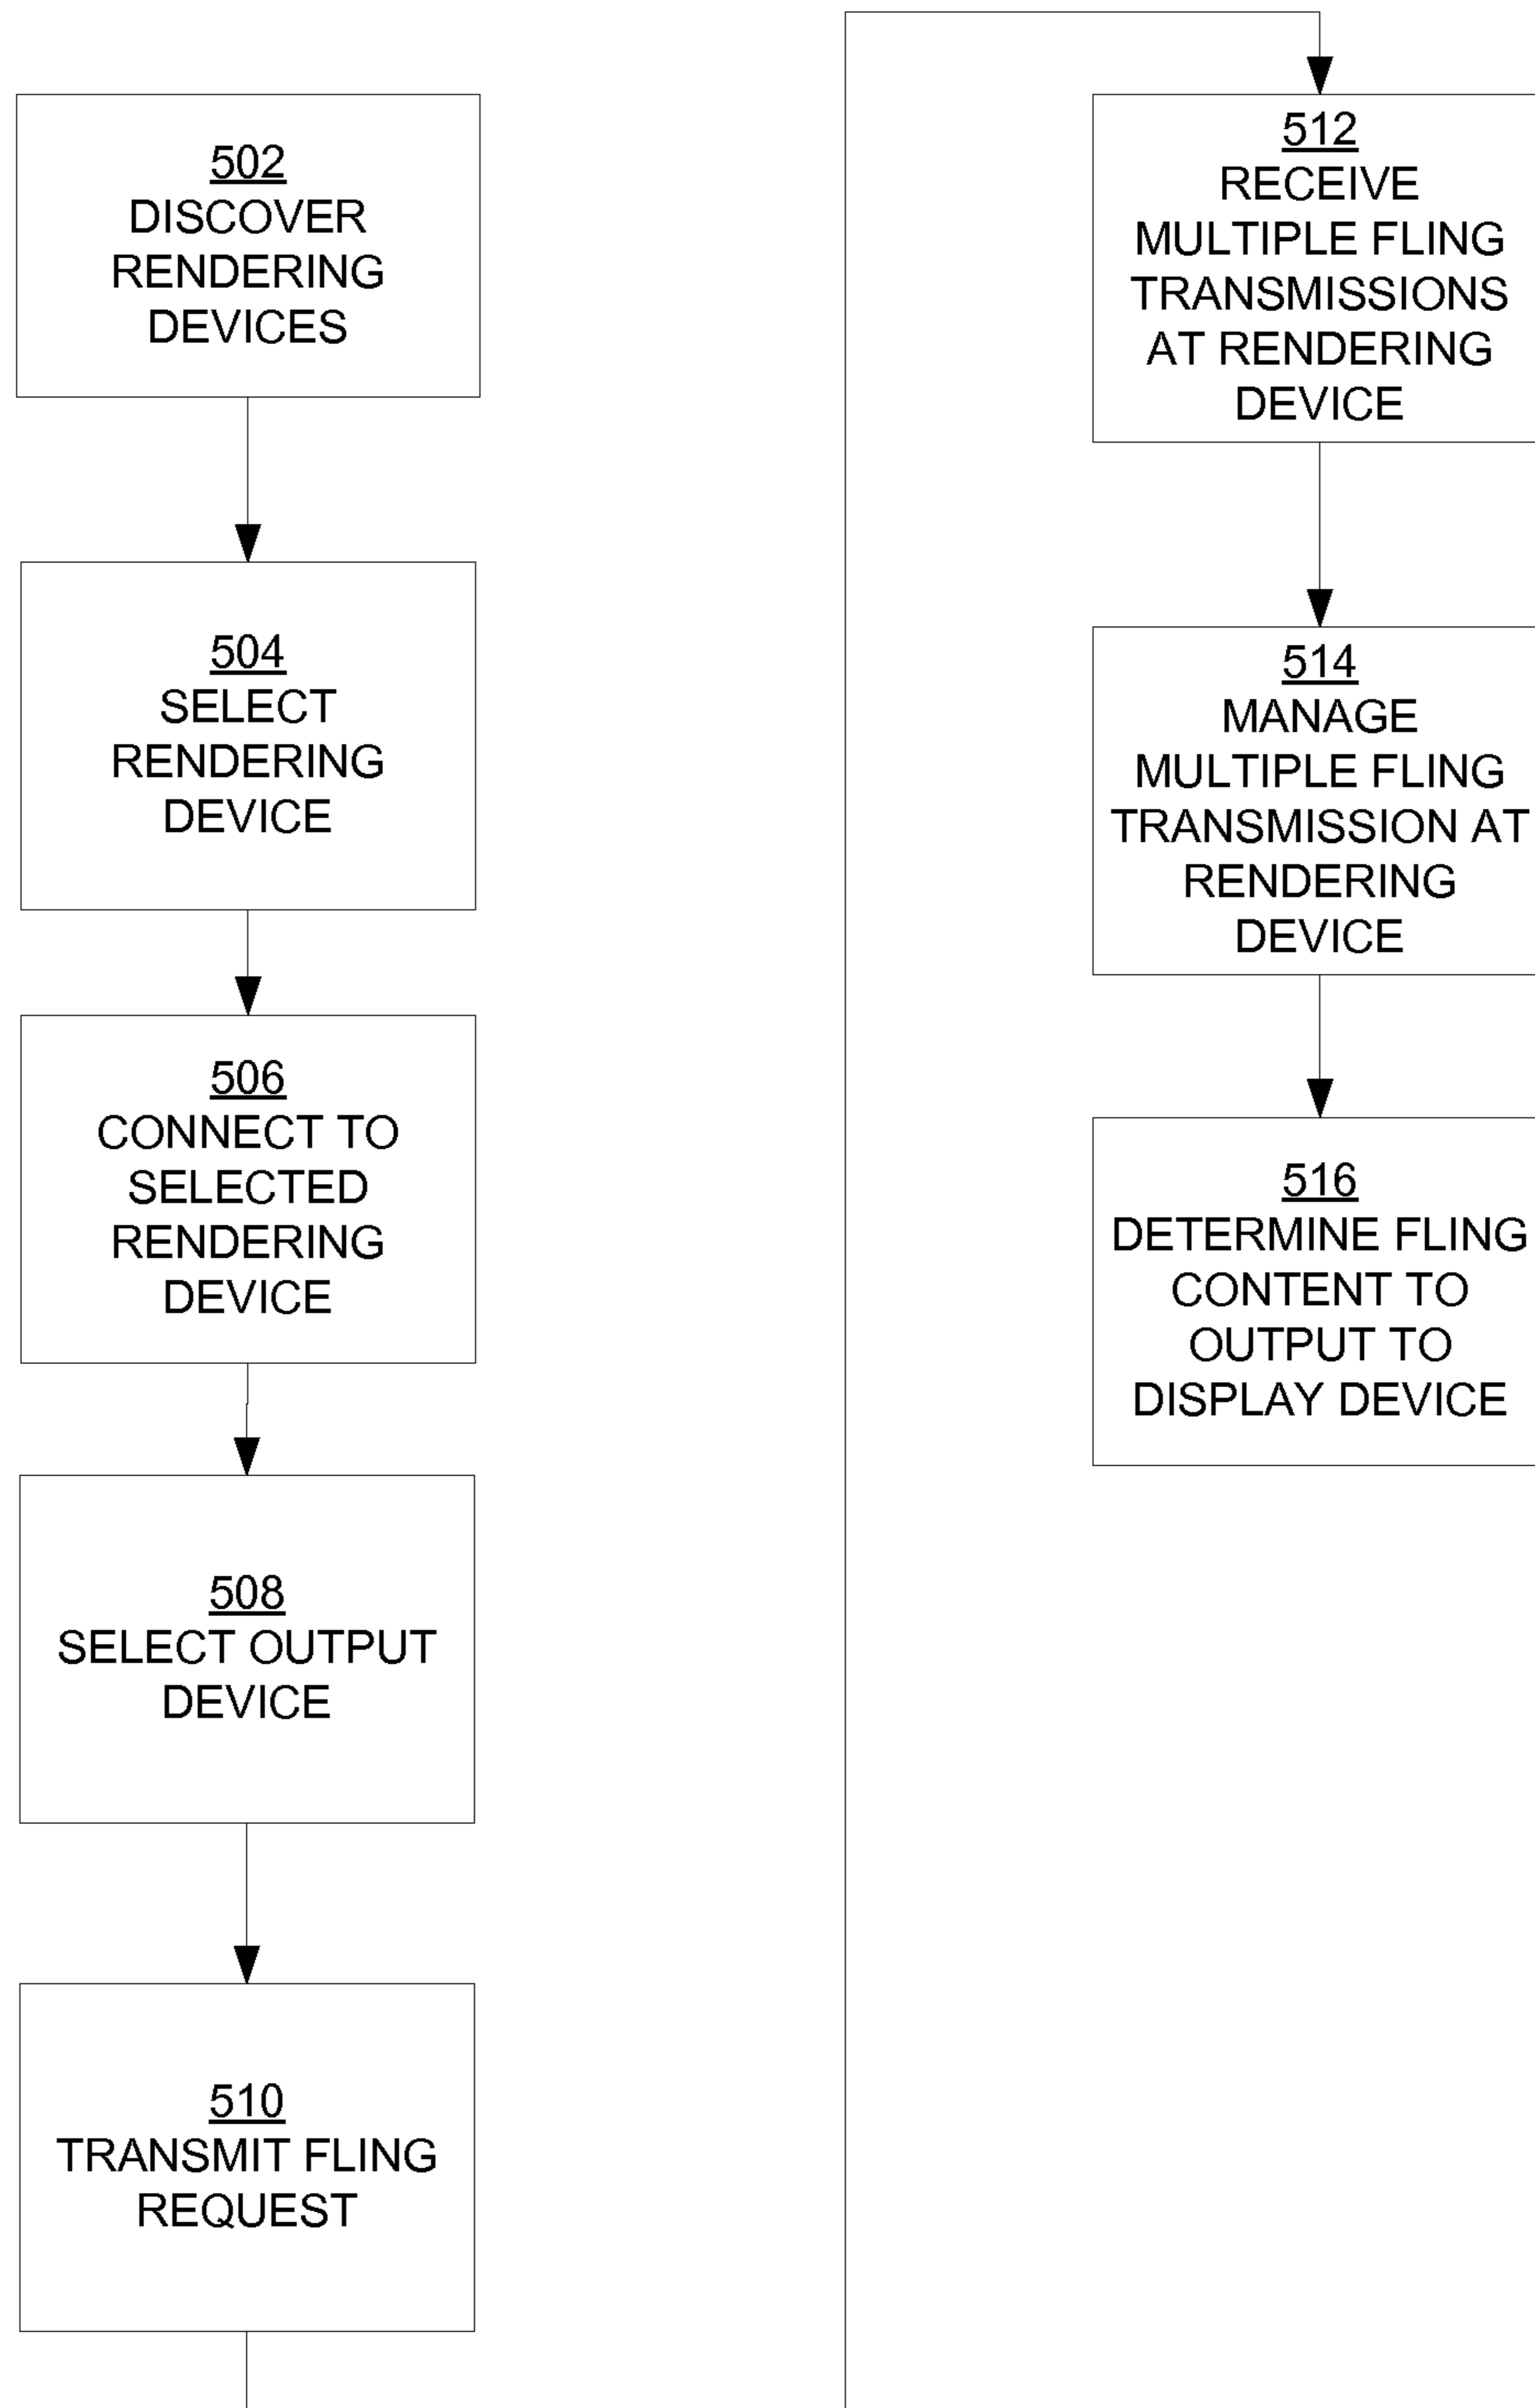 502
DISCOVER
RENDERING
DEVICES
504
SELECT
RENDERING
DEVICE
506
CONNECT TO
SELECTED
RENDERING
DEVICE
508
SELECT OUTPUT
DEVICE
510
TRANSMIT FLING
REQUEST
512
RECEIVE
MULTIPLE FLING
TRANSMISSIONS
AT RENDERING
DEVICE
514
MANAGE
MULTIPLE FLING
TRANSMISSION AT
RENDERING
DEVICE
516
DETERMINE FLING
CONTENT TO
OUTPUT TO
DISPLAY DEVICE